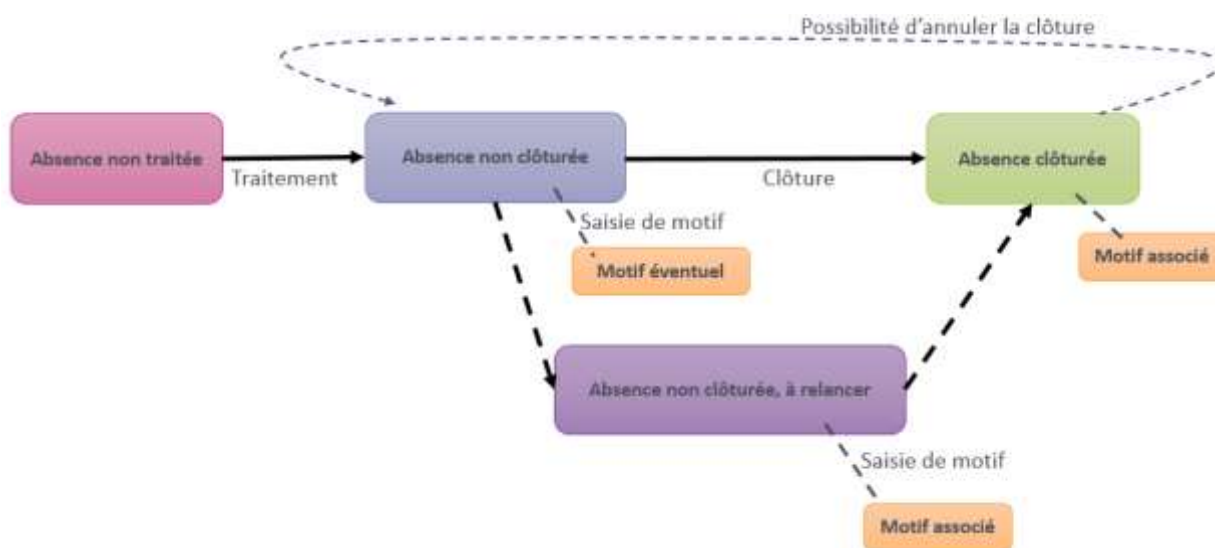 Possibilité d'annuler la clôture
Absence non traitée
Traitement
Absence non clôturée
Clôture
Absence clôturée
Saisie de motif
Motif éventuel
Motif associé
Absence non clôturée, à relancer
Saisie de motif
Motif associé